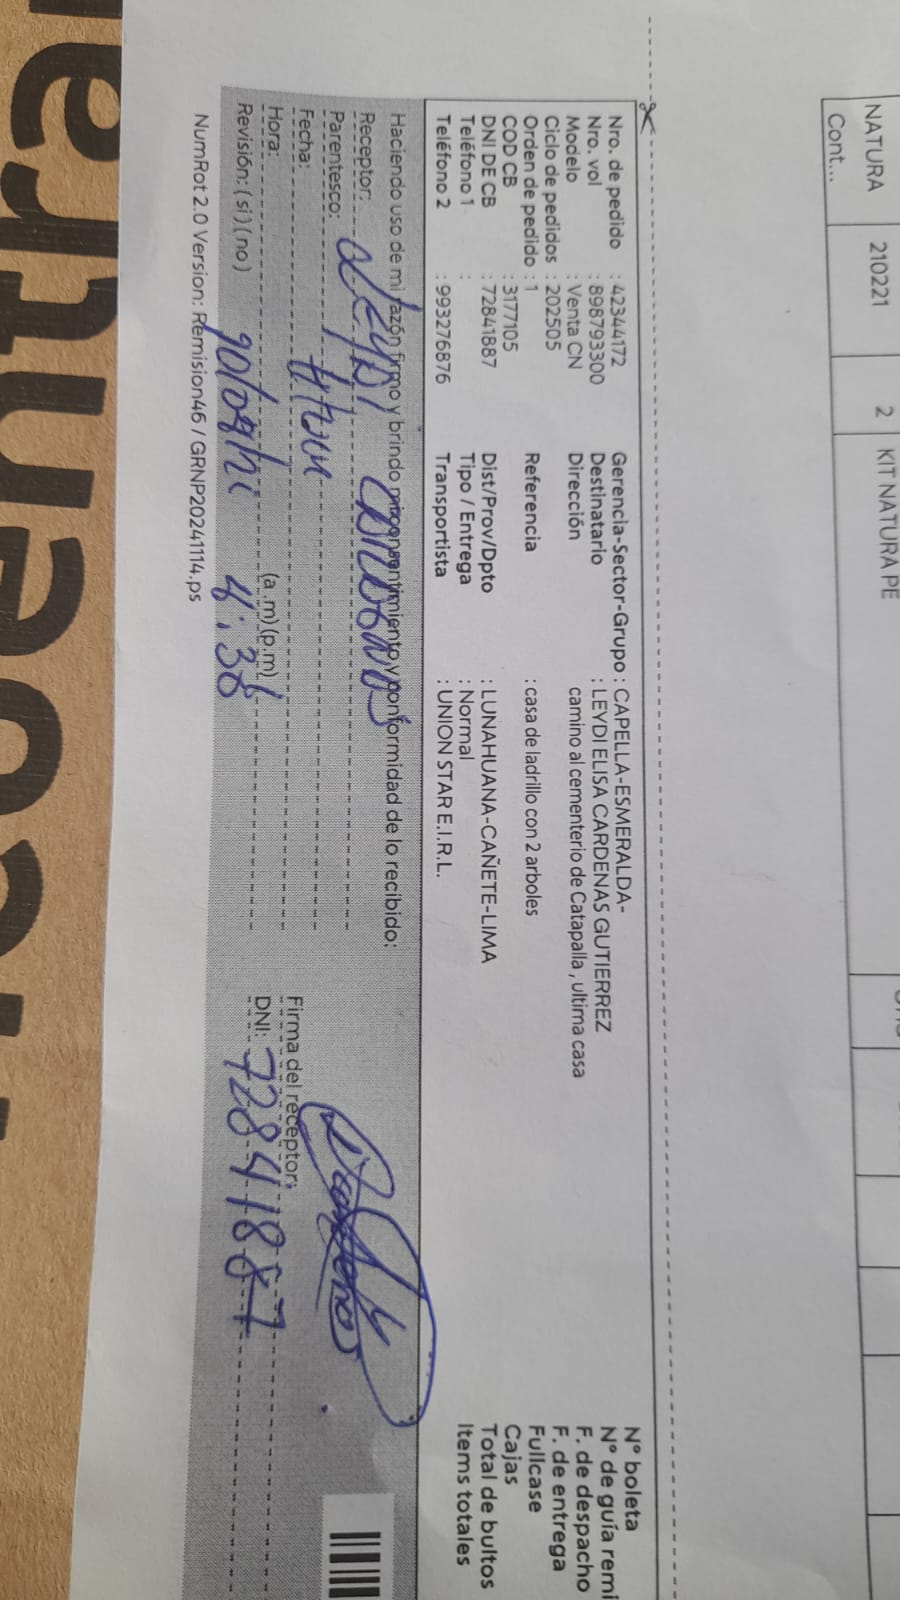 NATURA 210221 2 KIT NATURA PE
Cont...
Nro. de pedido : 42344172 Gerencia-Sector-Grupo : CAPELLA-ESMERALDA- N° boleta
Nro. vol : 898793300 Destinatario : LEYDI ELISA CARDENAS GUTIERREZ N° de guía remi
Modelo : Venta CN Dirección camino al cementerio de Catapalla , ultima casa F. de despacho
Ciclo de pedidos : 202505 F. de entrega
Orden de pedido : 1 Referencia : casa de ladrillo con 2 arboles Fullcase
COD CB : 3177105 Cajas
DNI DE CB : 72841887 Dist/Prov/Dpto : LUNAHUANA-CAÑETE-LIMA Total de bultos
Teléfono 1 : Tipo / Entrega : Normal Items totales
Teléfono 2 : 993276876 Transportista : UNION STAR E.I.R.L.
Haciendo uso de mi razón firmo y brindo mi consentimiento y conformidad de lo recibido:
Receptor:
Parentesco:
Fecha: Firma del receptor:
Hora: (a.m)(p.m) DNI: 72841887
Revisión: (si)(no) 4:38
NumRot 2.0 Version: Remision46 / GRNP20241114.ps